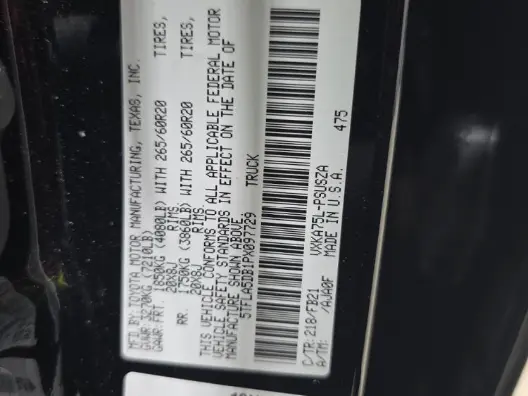 MFD.BY: TOYOTA MOTOR MANUFACTURING, TEXAS, INC.
GVWR: 3270KG (7210LB)
GAWR:FRT. 1850KG (4080LB) WITH 265/60R20 TIRES,
20X8J RIMS
RR. 1750KG (3860LB) WITH 265/60R20 TIRES,
20X8J RIMS
THIS VEHICLE CONFORMS TO ALL APPLICABLE FEDERAL MOTOR
VEHICLE SAFETY STANDARDS IN EFFECT ON THE DATE OF
MANUFACTURE SHOWN ABOVE.
5TFLA5DB1PX097729 TRUCK
475
C/TR:218/FB21 VXKA75L-PSUSZA
A/TM: /AJA0F MADE IN U.S.A.